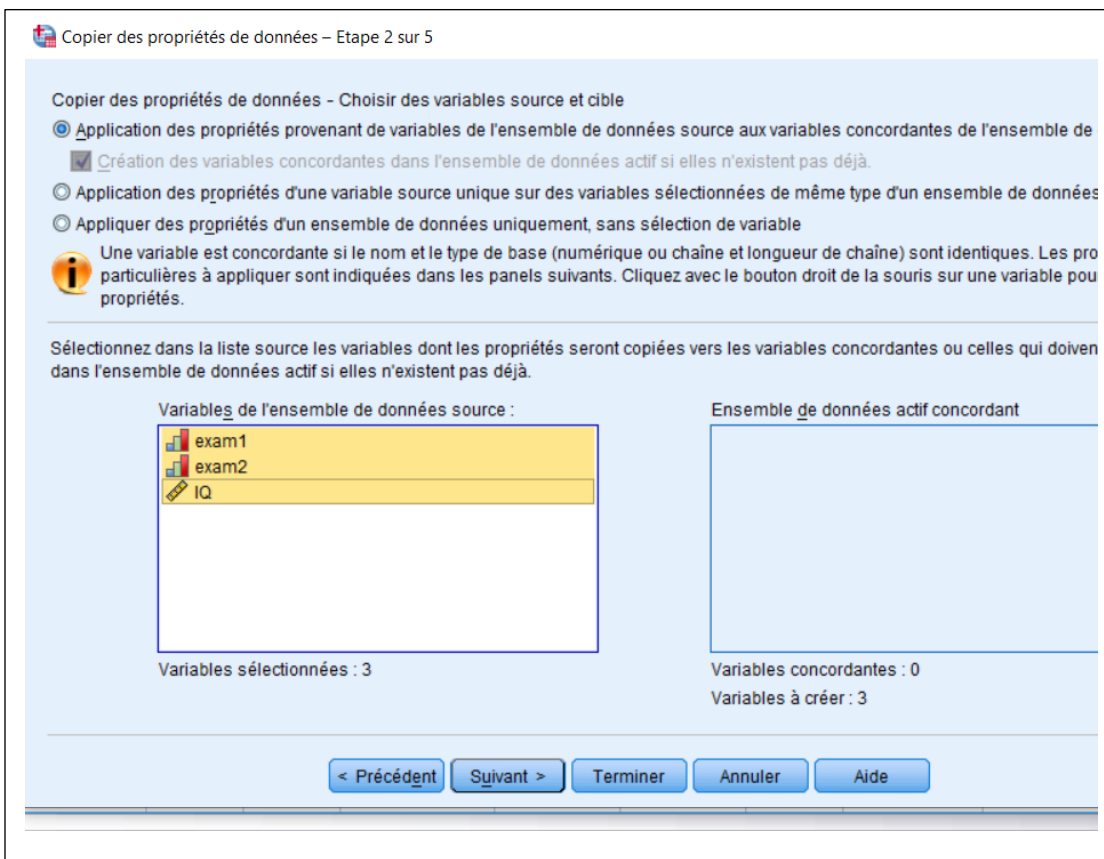 Copier des propriétés de données – Etape 2 sur 5
Copier des propriétés de données - Choisir des variables source et cible
Application des propriétés provenant de variables de l'ensemble de données source aux variables concordantes de l'ensemble de
Création des variables concordantes dans l'ensemble de données actif si elles n'existent pas déjà.
Application des propriétés d'une variable source unique sur des variables sélectionnées de même type d'un ensemble de données
Appliquer des propriétés d'un ensemble de données uniquement, sans sélection de variable
Une variable est concordante si le nom et le type de base (numérique ou chaîne et longueur de chaîne) sont identiques. Les pro
particulières à appliquer sont indiquées dans les panels suivants. Cliquez avec le bouton droit de la souris sur une variable pou
propriétés.
Sélectionnez dans la liste source les variables dont les propriétés seront copiées vers les variables concordantes ou celles qui doiven
dans l'ensemble de données actif si elles n'existent pas déjà.
Variables de l'ensemble de données source :
exam1
exam2
IQ
Variables sélectionnées : 3
Ensemble de données actif concordant
Variables concordantes : 0
Variables à créer : 3
< Précédent Suivant > Terminer Annuler Aide